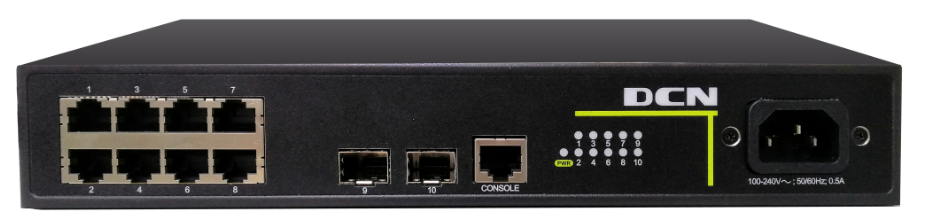 1 3 5 7
DCN
1 3 5 7 9
PWR 2 4 6 8 10
2 4 6 8
9 10 CONSOLE
100-240V～; 50/60Hz; 0.5A